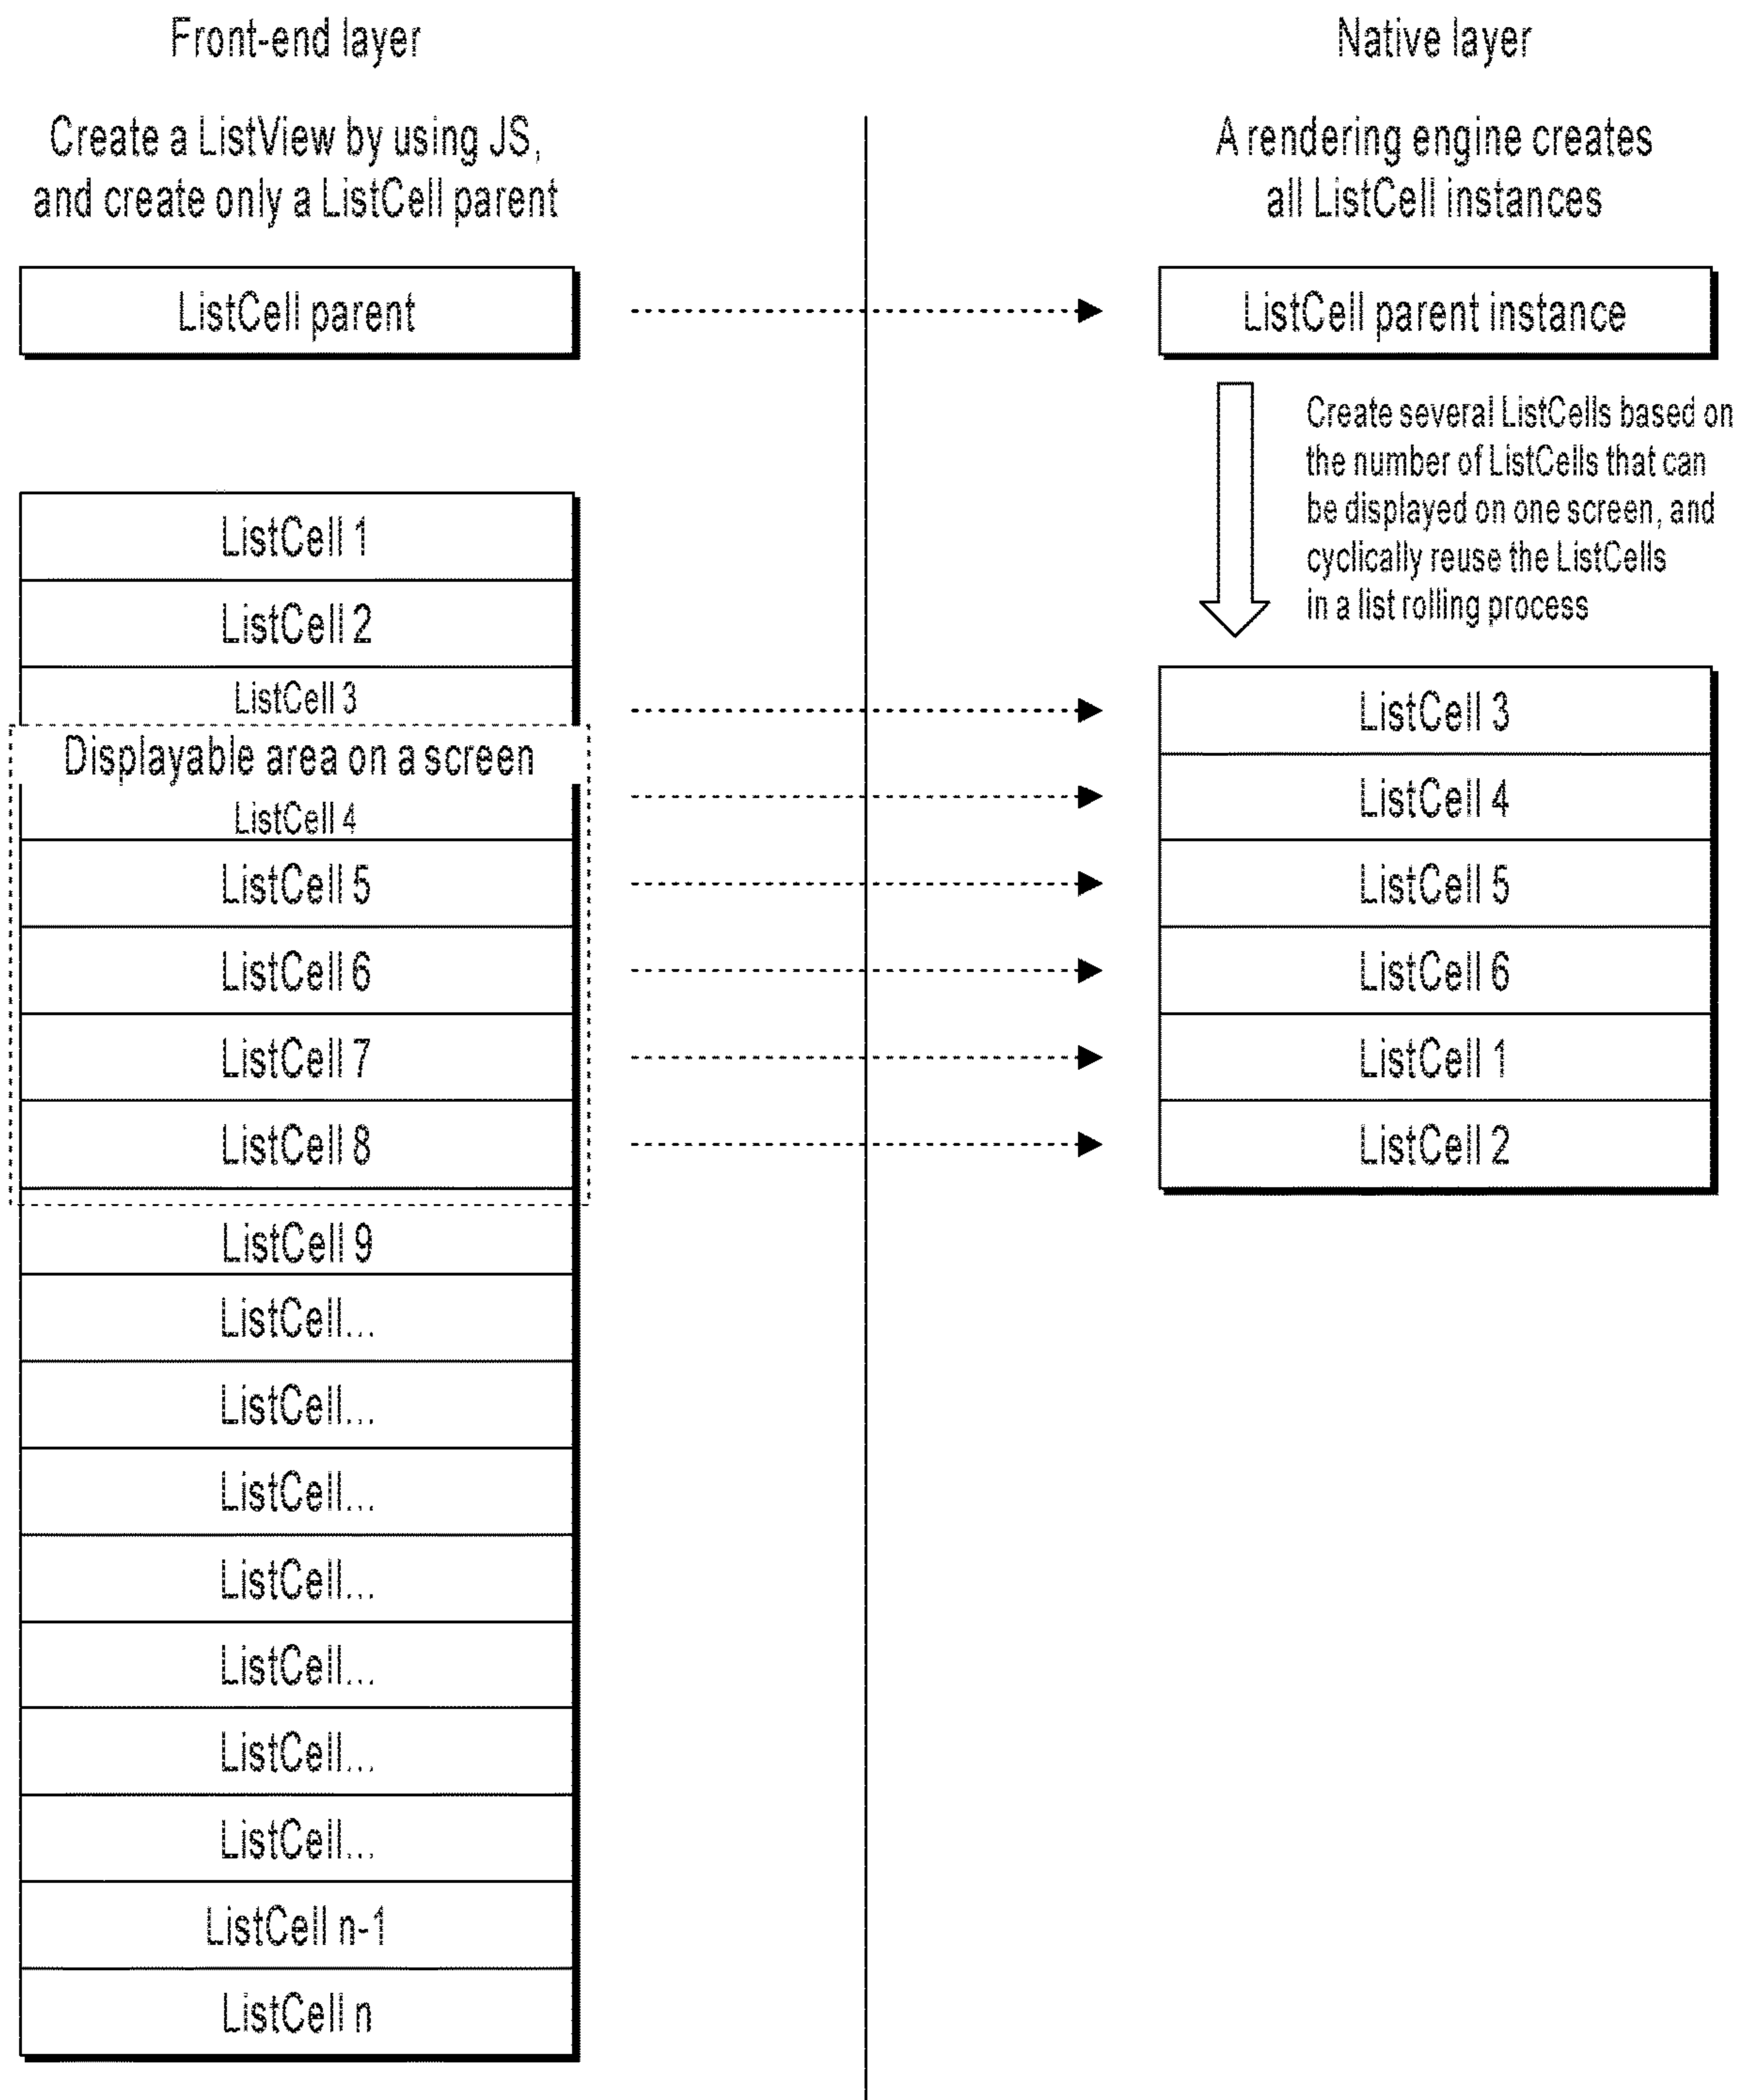 Front-end layer
Create a ListView by using JS,
and create only a ListCell parent
ListCell parent
ListCell 1
ListCell 2
ListCell 3
Displayable area on a screen
ListCell 4
ListCell 5
ListCell 6
ListCell 7
ListCell 8
ListCell 9
ListCell...
ListCell...
ListCell...
ListCell...
ListCell...
ListCell...
ListCell...
ListCell n-1
ListCell n
Native layer
A rendering engine creates
all ListCell instances
ListCell parent instance
Create several ListCells based on
the number of ListCells that can
be displayed on one screen, and
cyclically reuse the ListCells
in a list rolling process
ListCell 3
ListCell 4
ListCell 5
ListCell 6
ListCell 1
ListCell 2